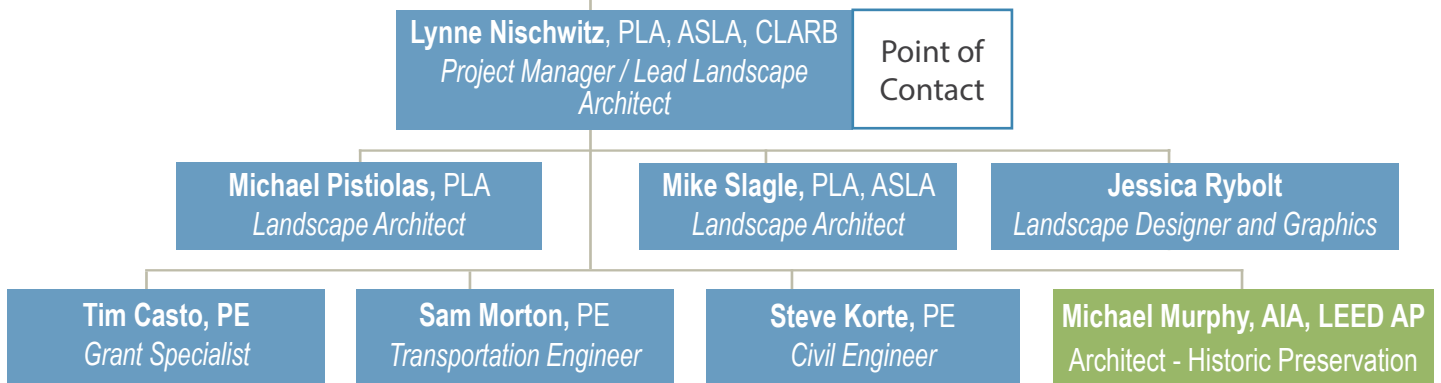 Lynne Nischwitz, PLA, ASLA, CLARB
Project Manager / Lead Landscape
Architect
Point of
Contact
Michael Pistiolas, PLA
Landscape Architect
Mike Slagle, PLA, ASLA
Landscape Architect
Jessica Rybolt
Landscape Designer and Graphics
Tim Casto, PE
Grant Specialist
Sam Morton, PE
Transportation Engineer
Steve Korte, PE
Civil Engineer
Michael Murphy, AIA, LEED AP
Architect - Historic Preservation